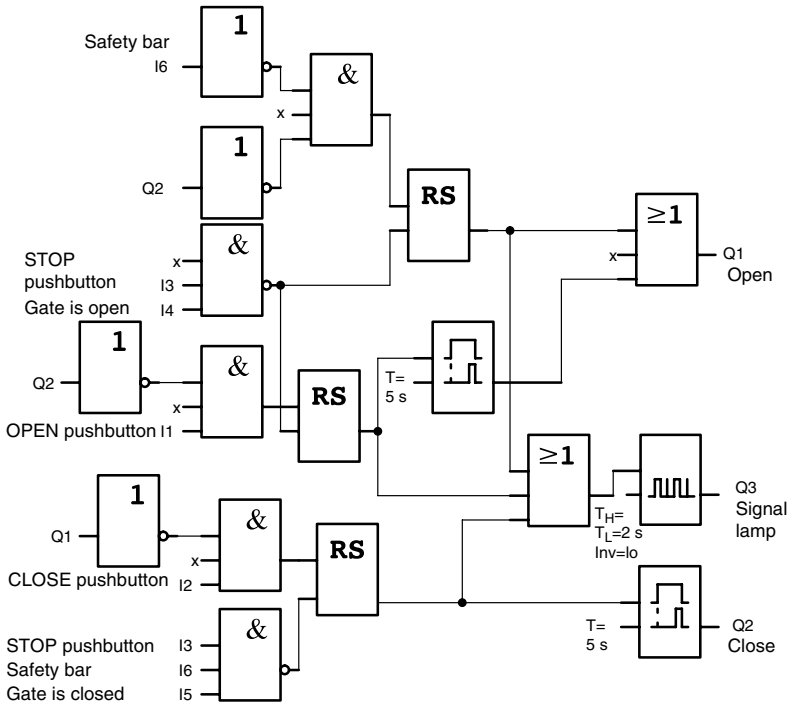 1
Safety bar
I6
&
x
1
Q2
RS
≥1
&
STOP
pushbutton
Gate is open
x
I3
I4
x
Q1
Open
1
Q2
&
x
OPEN pushbutton I1
T=
5 s
RS
≥1
Q3
Signal
lamp
TH=
TL=2 s
Inv=lo
1
Q1
&
x
CLOSE pushbutton
I2
RS
&
STOP pushbutton I3
Safety bar I6
Gate is closed I5
T=
5 s
Q2
Close